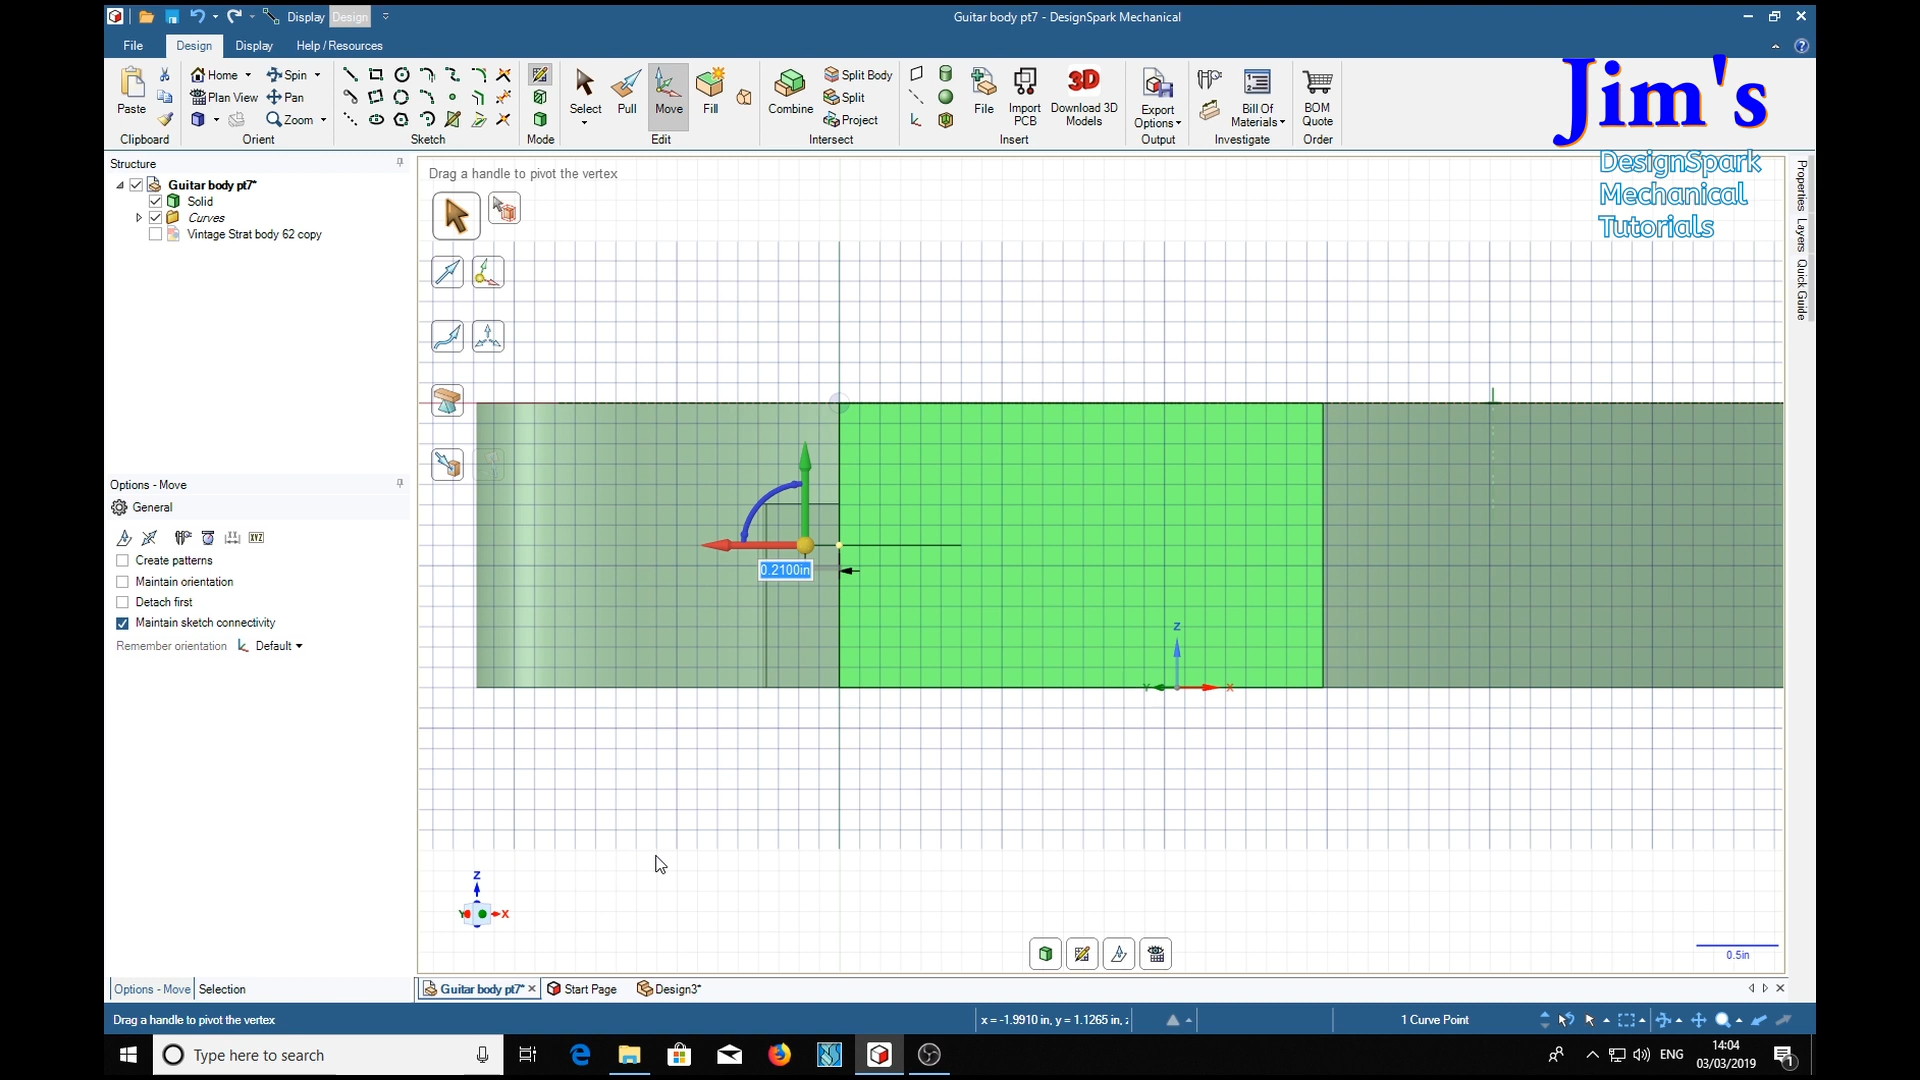 Display Design
Guitar body pt7 - DesignSpark Mechanical
File Design Display Help / Resources
Paste
Clipboard
Home Spin
Plan View Pan
Zoom
Orient
Sketch
Mode
Select Pull Move Fill
Edit
Combine
Split Body
Split
Project
Intersect
File Import PCB Download 3D Models
Insert
Export Options
Output
Bill Of Materials
Investigate
BOM Quote
Order
Jim's
DesignSpark
Mechanical
Tutorials
Structure
Guitar body pt7*
Solid
Curves
Vintage Strat body 62 copy
Drag a handle to pivot the vertex
Properties
Layers
Quick Guide
Options - Move
General
XYZ
Create patterns
Maintain orientation
Detach first
Maintain sketch connectivity
Remember orientation Default
0.2100in
Z
Y X
Z
Y X
0.5in
Options - Move Selection
Guitar body pt7* Start Page Design3*
Drag a handle to pivot the vertex
x = -1.9910 in, y = 1.1265 in, :
1 Curve Point
Type here to search
ENG
14:04
03/03/2019
1